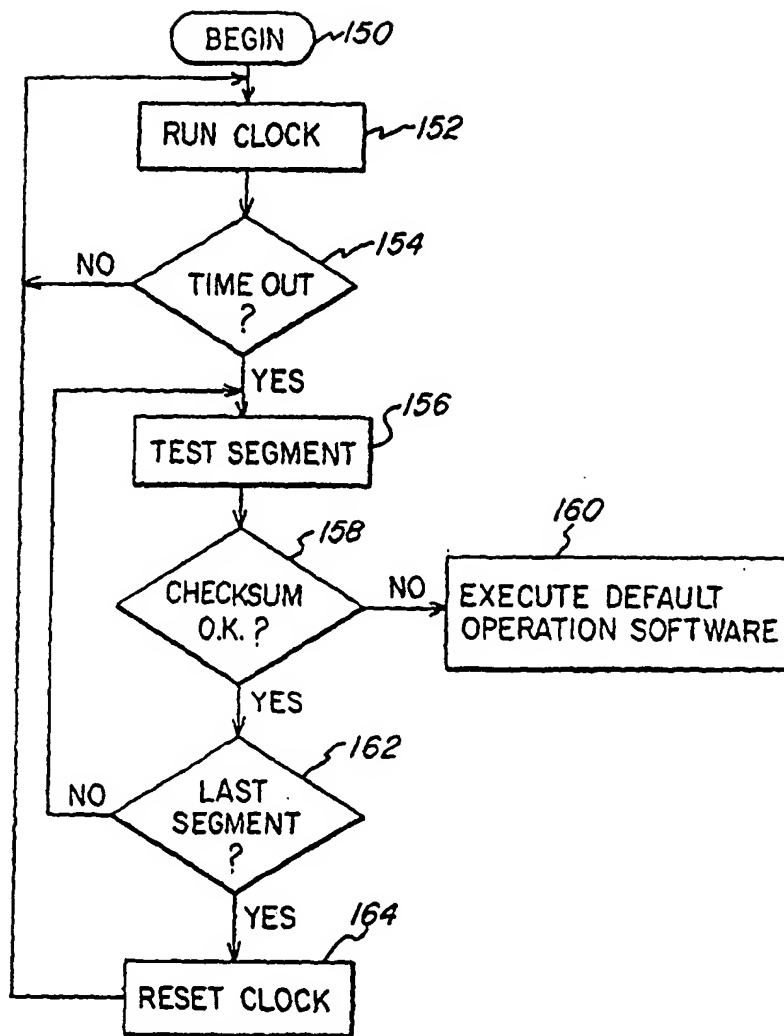 BEGIN
150
RUN CLOCK
152
154
NO
TIME OUT
?
YES
156
TEST SEGMENT
158
CHECKSUM
O.K. ?
NO
160
EXECUTE DEFAULT
OPERATION SOFTWARE
YES
162
NO
LAST
SEGMENT
?
YES
164
RESET CLOCK